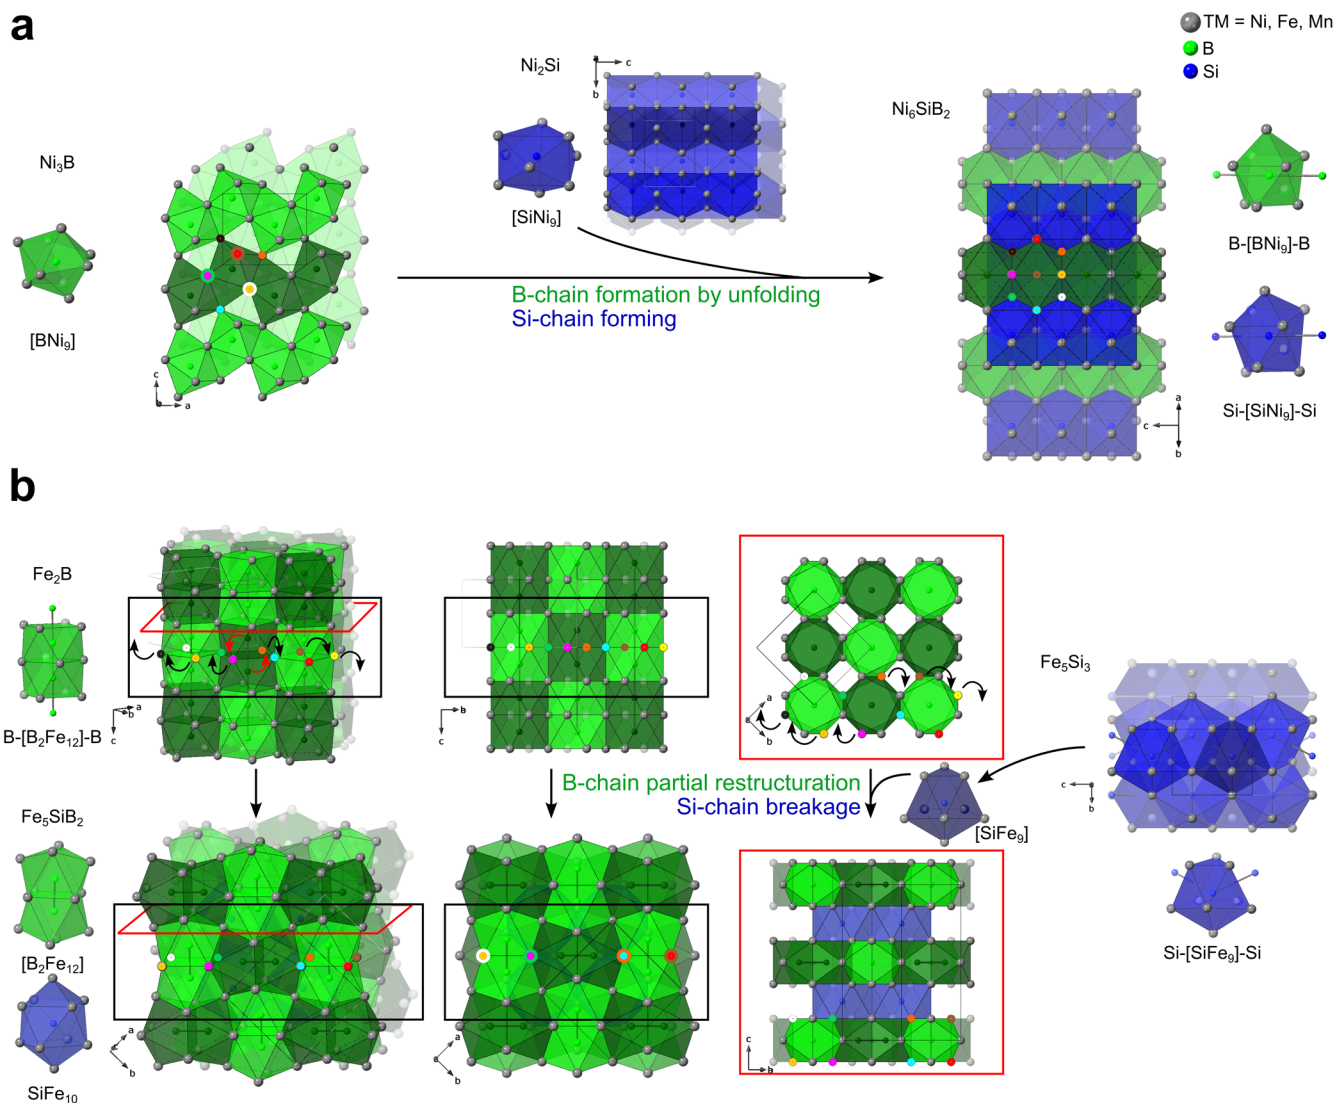 a
TM = Ni, Fe, Mn
B
Si
Ni₂Si
a
c
b
Ni₆SiB₂
Ni₃B
[SiNi₉]
B-[BNi₉]-B
B-chain formation by unfolding
Si-chain forming
[BNi₉]
c
b
a
Si-[SiNi₉]-Si
a
c
b
b
Fe₂B
Fe₅Si₃
B-[B₂Fe₁₂]-B
a
b
c
b
c
a
b
c
b
B-chain partial restructuration
Si-chain breakage
Fe₅SiB₂
[SiFe₉]
[B₂Fe₁₂]
Si-[SiFe₉]-Si
a
b
a
b
c
b
SiFe₁₀